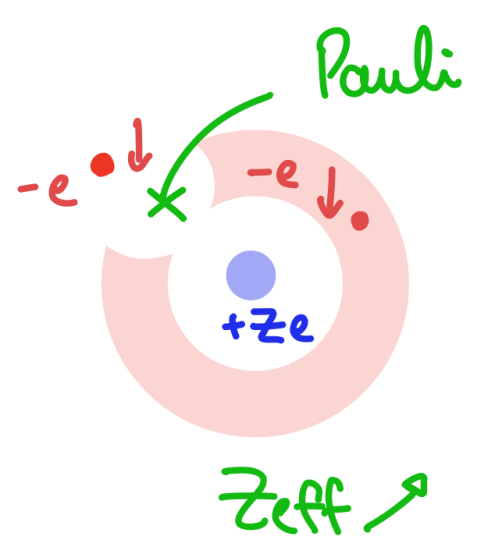 Pauli
-e ↓
-e ↓
+Ze
Zeff ↗